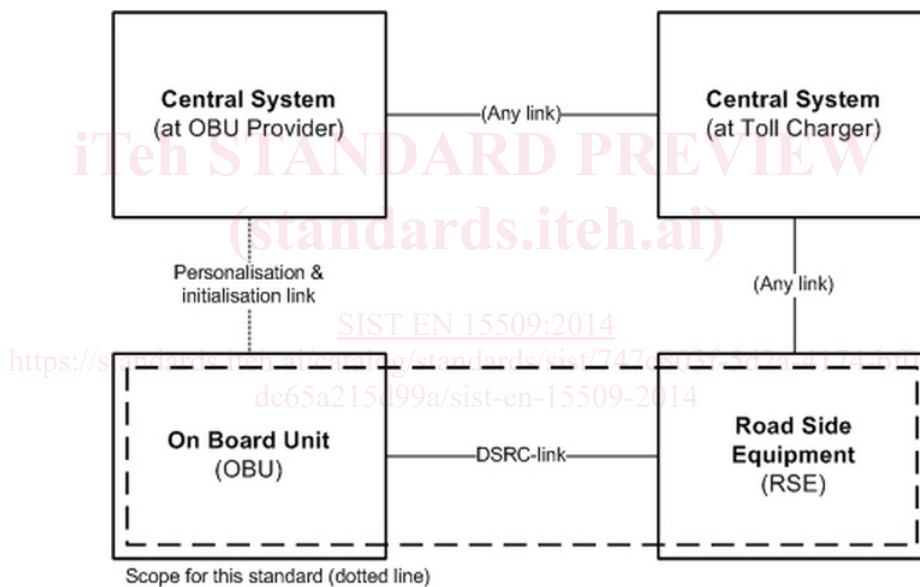 Central System
(at OBU Provider)
(Any link)
Central System
(at Toll Charger)
iTeh STANDARD PREVIEW
(standards.iteh.ai)
Personalisation &
initialisation link
(Any link)
SIST EN 15509:2014
dc65a215d99a/sist-en-15509-2014
On Board Unit
(OBU)
DSRC-link
Road Side
Equipment
(RSE)
Scope for this standard (dotted line)